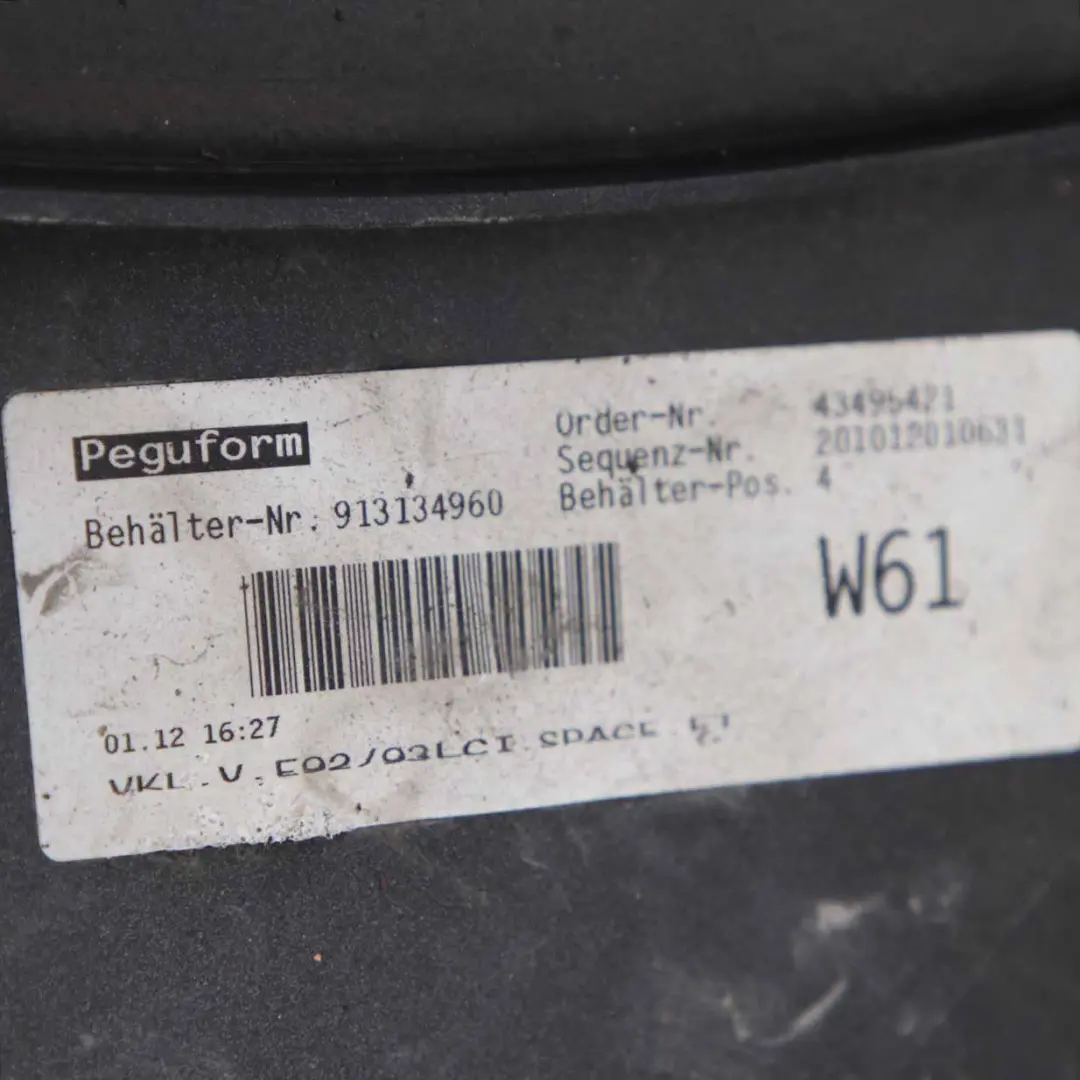 Peguform
Order-Nr. 43495421
Sequenz-Nr. 201012010631
Behälter-Pos. 4
Behälter-Nr. 913134960
W61
01.12 16:27
VKL.V.E92/93LCI SPACE